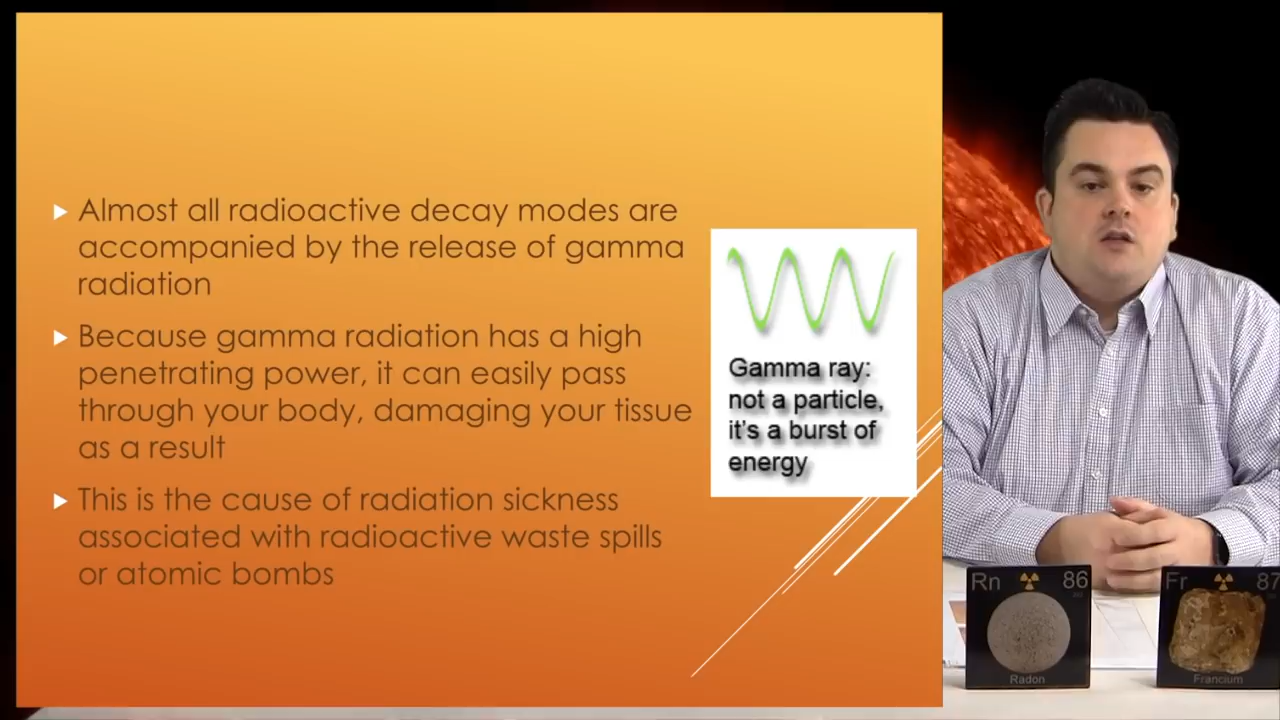 Almost all radioactive decay modes are
accompanied by the release of gamma
radiation
Because gamma radiation has a high
penetrating power, it can easily pass
through your body, damaging your tissue
as a result
This is the cause of radiation sickness
associated with radioactive waste spills
or atomic bombs
Gamma ray:
not a particle,
it's a burst of
energy
Rn 86
Radon
Fr 87
Francium